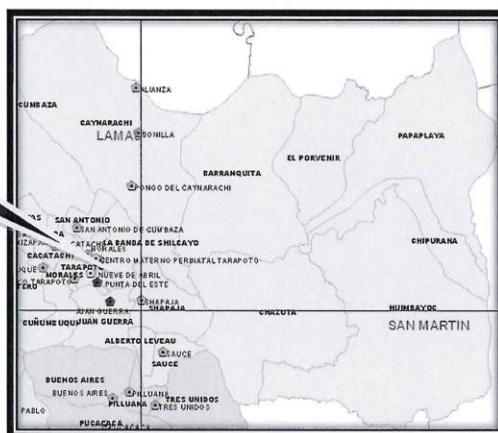 ALIANZA
CUMBAZA
CAYNARACHI
LAMAS
BONILLA
PAPAPLAYA
EL PORVENIR
BARRANQUITA
PONGO DEL CAYNARACHI
SAN ANTONIO
SAN ANTONIO DE CUMBAZA
CHIPURANA
LA BANDA DE SHILCAYO
MORALES
CENTRO MATERNO PERINATAL TARAPOTO
CACATACHI
TARAPOTO
NUEVE DE ABRIL
MORALES
PUNTA DEL ESTE
SHAPAJA
JUAN GUERRA
SHAPAJA
CHAZUTA
HUIMBAYOC
CUÑUMBUQUI
JUAN GUERRA
SAN MARTIN
ALBERTO LEVEAU
SAUCE
SAUCE
BUENOS AIRES
BUENOS AIRES
PILLUANA
PILLUANA
TRES UNIDOS
TRES UNIDOS
PABLO
PUCACACA